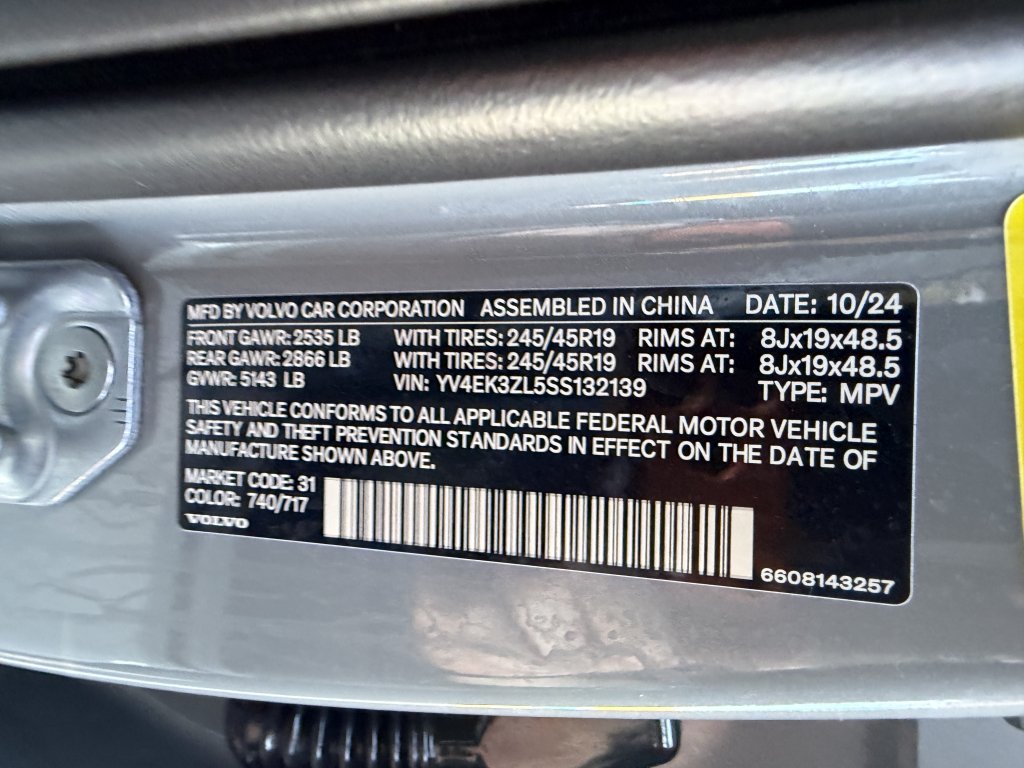 MFD BY VOLVO CAR CORPORATION ASSEMBLED IN CHINA DATE: 10/24
FRONT GAWR: 2535 LB WITH TIRES: 245/45R19 RIMS AT: 8Jx19x48.5
REAR GAWR: 2866 LB WITH TIRES: 245/45R19 RIMS AT: 8Jx19x48.5
GVWR: 5143 LB VIN: YV4EK3ZL5SS132139 TYPE: MPV
THIS VEHICLE CONFORMS TO ALL APPLICABLE FEDERAL MOTOR VEHICLE
SAFETY AND THEFT PREVENTION STANDARDS IN EFFECT ON THE DATE OF
MANUFACTURE SHOWN ABOVE.
MARKET CODE: 31
COLOR: 740/717
VOLVO
6608143257